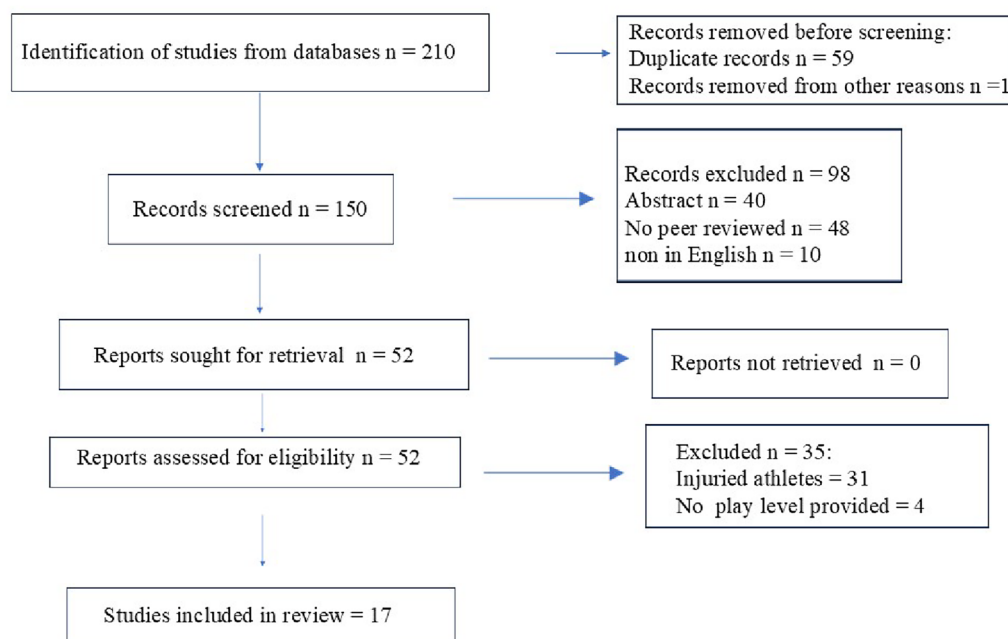 Identification of studies from databases n = 210
Records removed before screening:
Duplicate records n = 59
Records removed from other reasons n =1
Records screened n = 150
Records excluded n = 98
Abstract n = 40
No peer reviewed n = 48
non in English n = 10
Reports sought for retrieval n = 52
Reports not retrieved n = 0
Reports assessed for eligibility n = 52
Excluded n = 35:
Injuried athletes = 31
No play level provided = 4
Studies included in review = 17